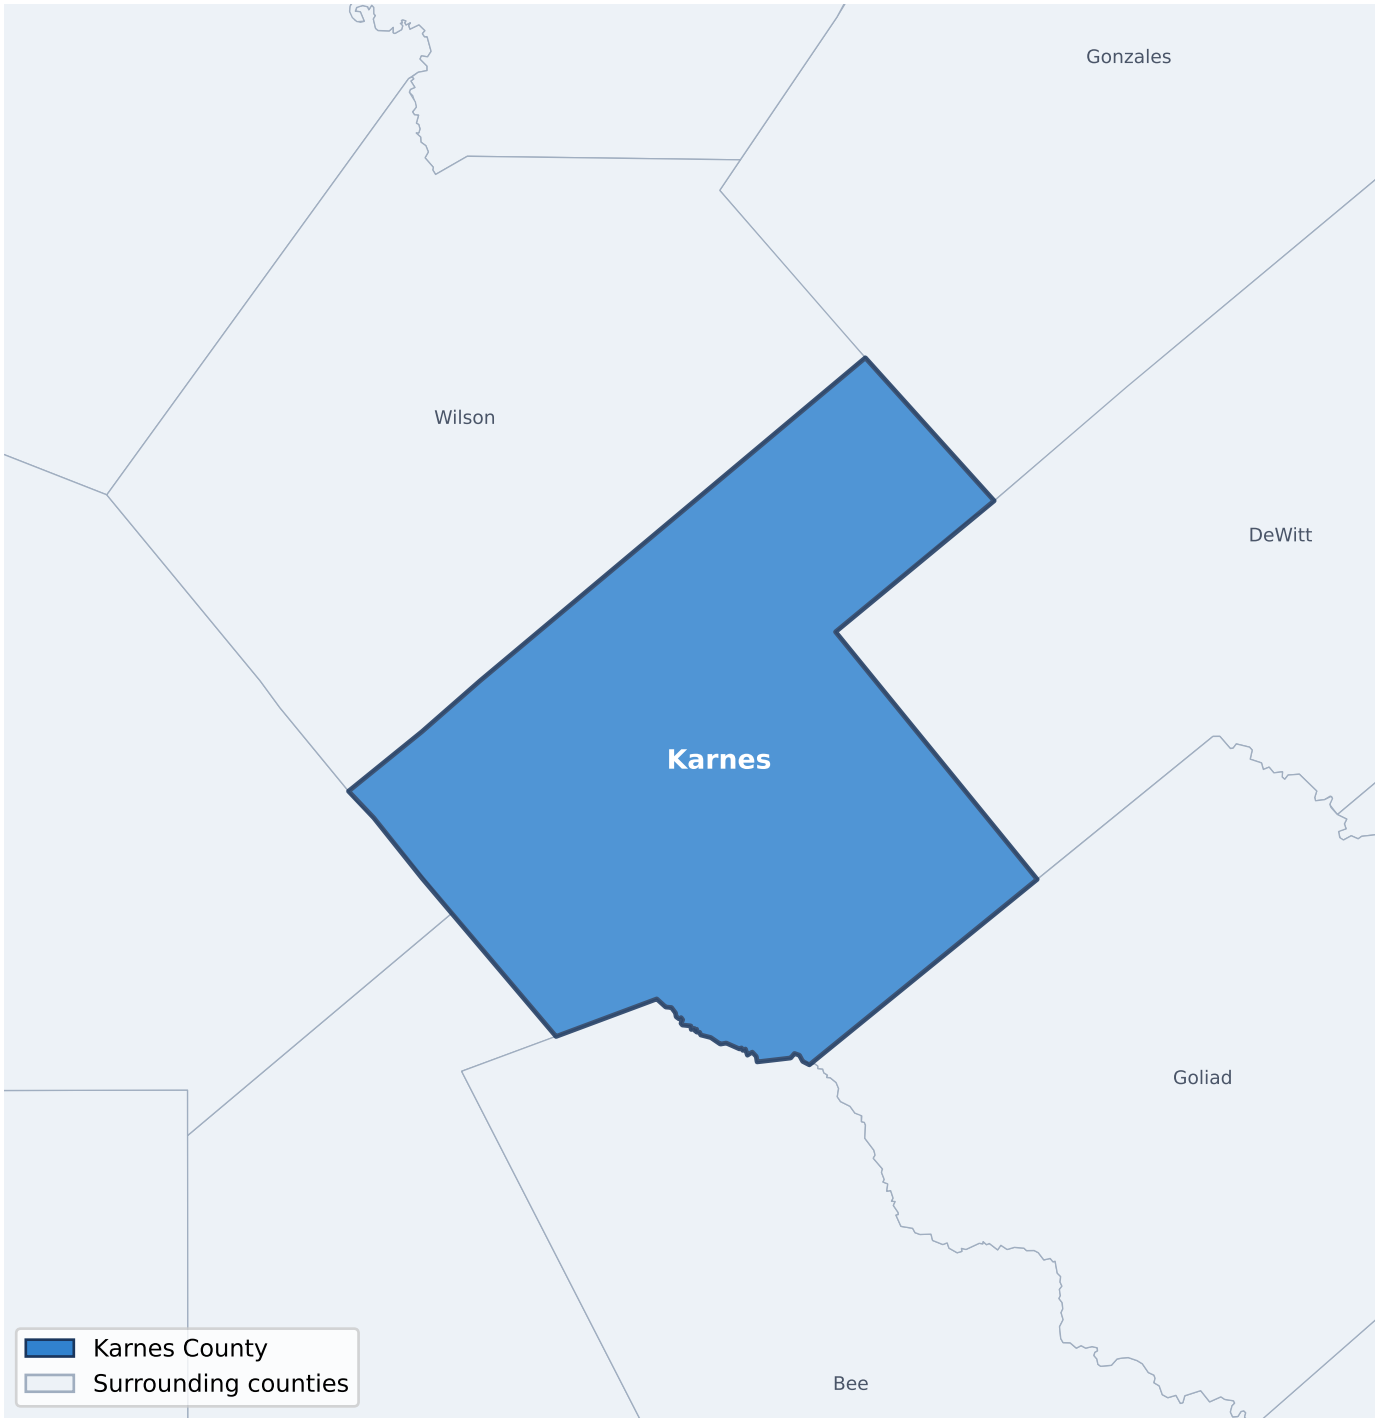 Gonzales
Wilson
DeWitt
Karnes
Goliad
Bee
Karnes County
Surrounding counties